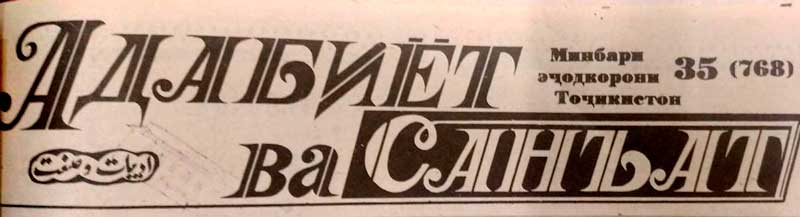 Адабиёт
ва Санъат
Минбари
эҷодкорони
Тоҷикистон
35 (768)
ادبیات و صنعت